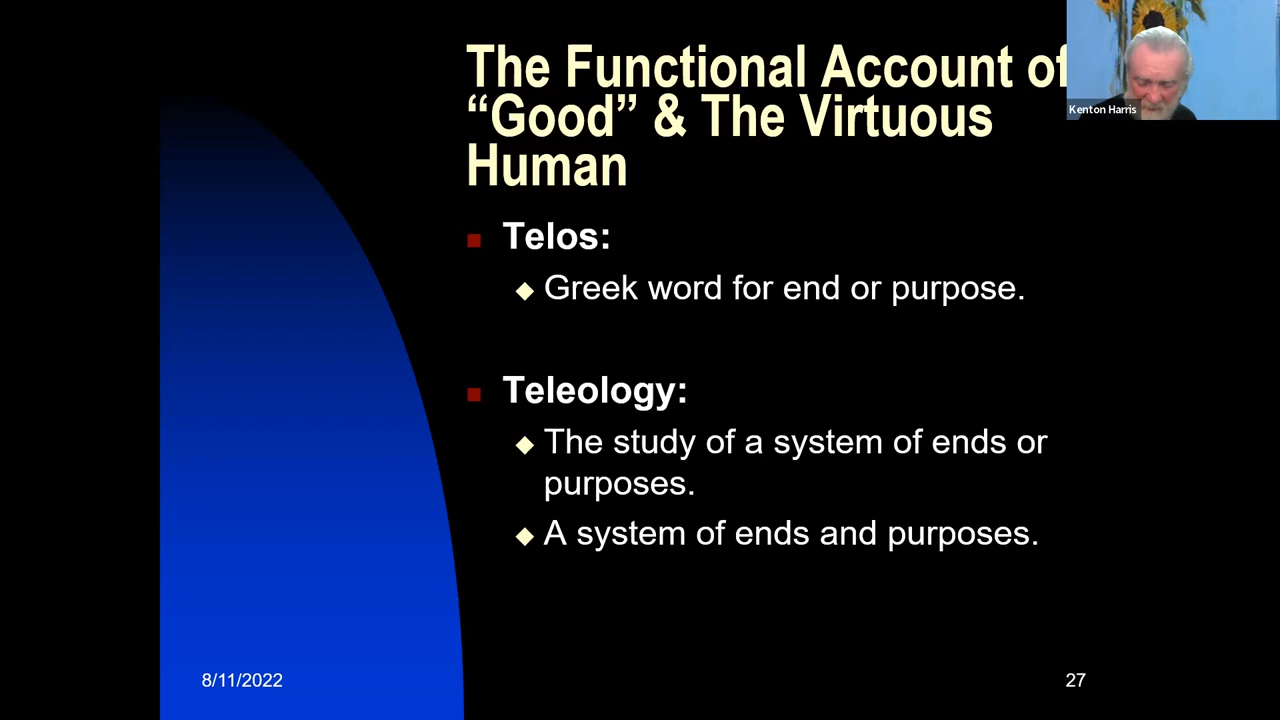 The Functional Account of
“Good” & The Virtuous
Human
Kenton Harris
Telos:
Greek word for end or purpose.
Teleology:
The study of a system of ends or
purposes.
A system of ends and purposes.
8/11/2022
27